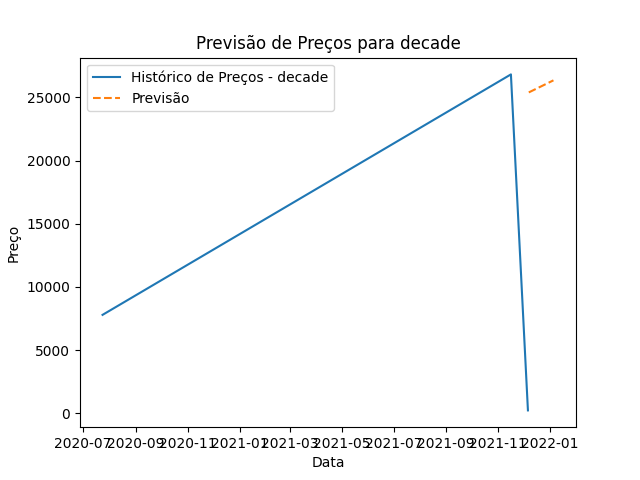 Previsão de Preços para decade
Histórico de Preços - decade
Previsão
Preço
25000
20000
15000
10000
5000
0
2020-07 2020-09 2020-11 2021-01 2021-03 2021-05 2021-07 2021-09 2021-11 2022-01
Data